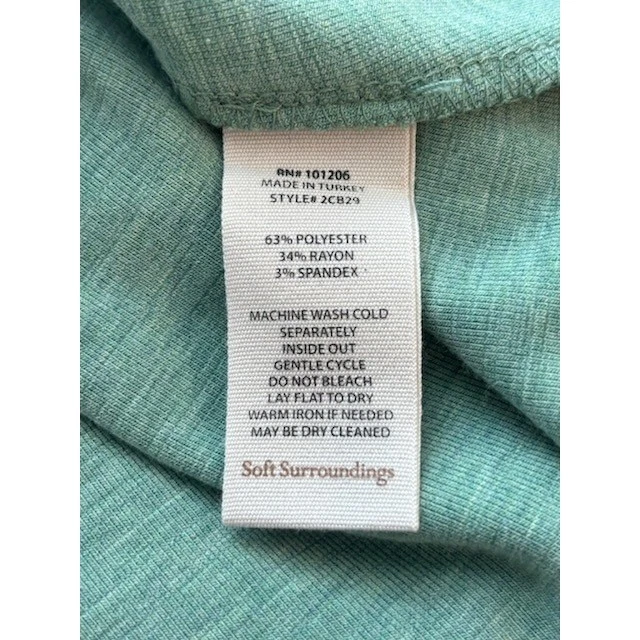 RN# 101206
MADE IN TURKEY
STYLE# 2CB29
63% POLYESTER
34% RAYON
3% SPANDEX
MACHINE WASH COLD
SEPARATELY
INSIDE OUT
GENTLE CYCLE
DO NOT BLEACH
LAY FLAT TO DRY
WARM IRON IF NEEDED
MAY BE DRY CLEANED
Soft Surroundings